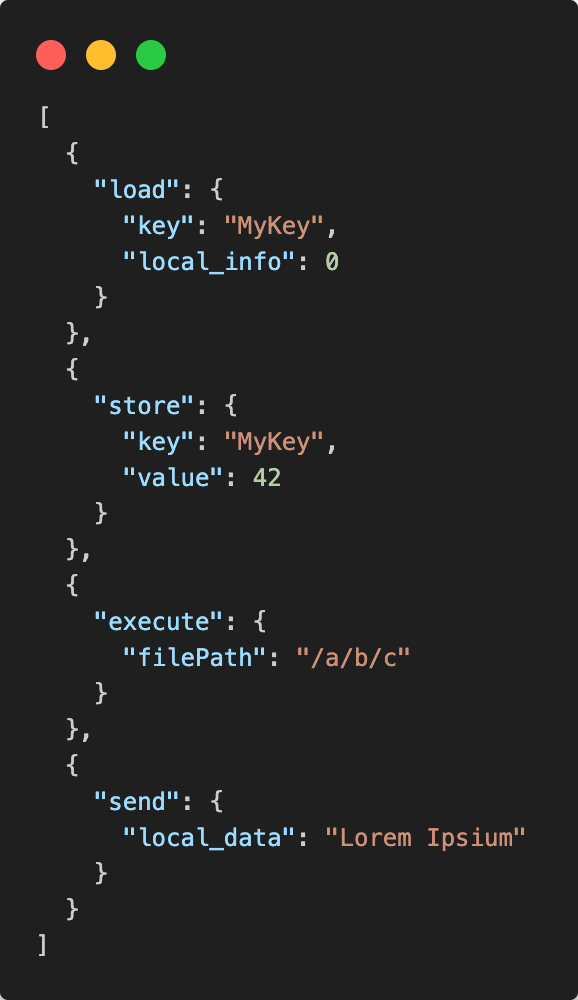 [
  {
    "load": {
      "key": "MyKey",
      "local_info": 0
    }
  },
  {
    "store": {
      "key": "MyKey",
      "value": 42
    }
  },
  {
    "execute": {
      "filePath": "/a/b/c"
    }
  },
  {
    "send": {
      "local_data": "Lorem Ipsium"
    }
  }
]